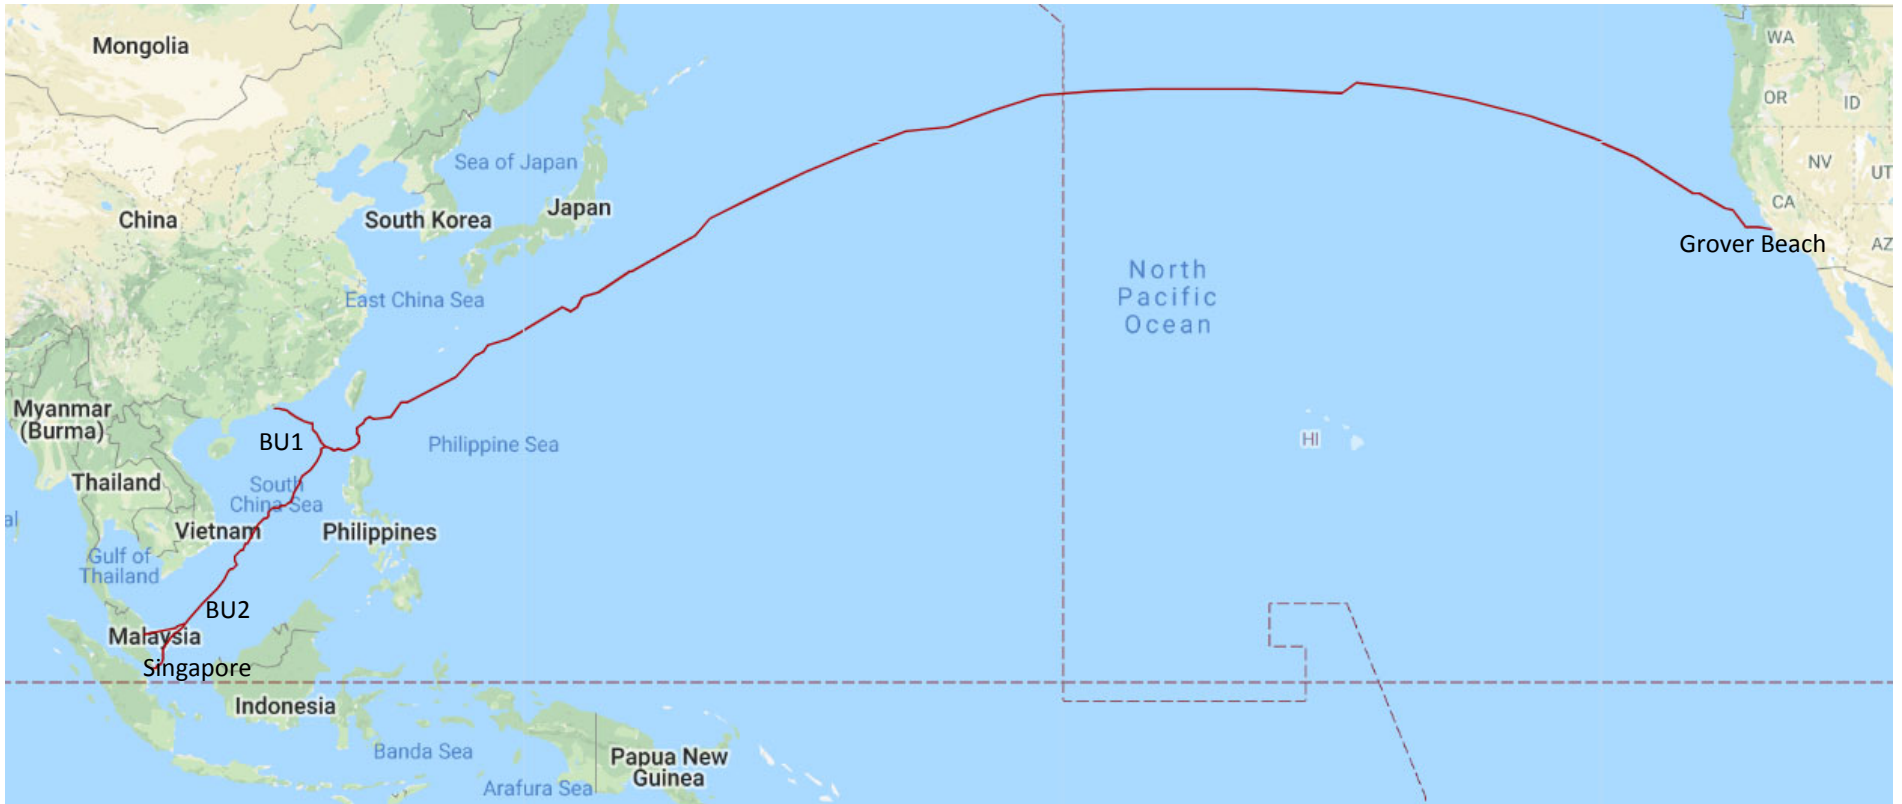 Mongolia
WA
OR
ID
Sea of Japan
NV
UT
China
South Korea
Japan
CA
Grover Beach
AZ
North
Pacific
Ocean
East China Sea
Myanmar
(Burma)
BU1
Philippine Sea
HI
Thailand
South
China Sea
al
Vietnam
Philippines
Gulf of
Thailand
BU2
Malaysia
Singapore
Indonesia
Banda Sea
Papua New
Guinea
Arafura Sea